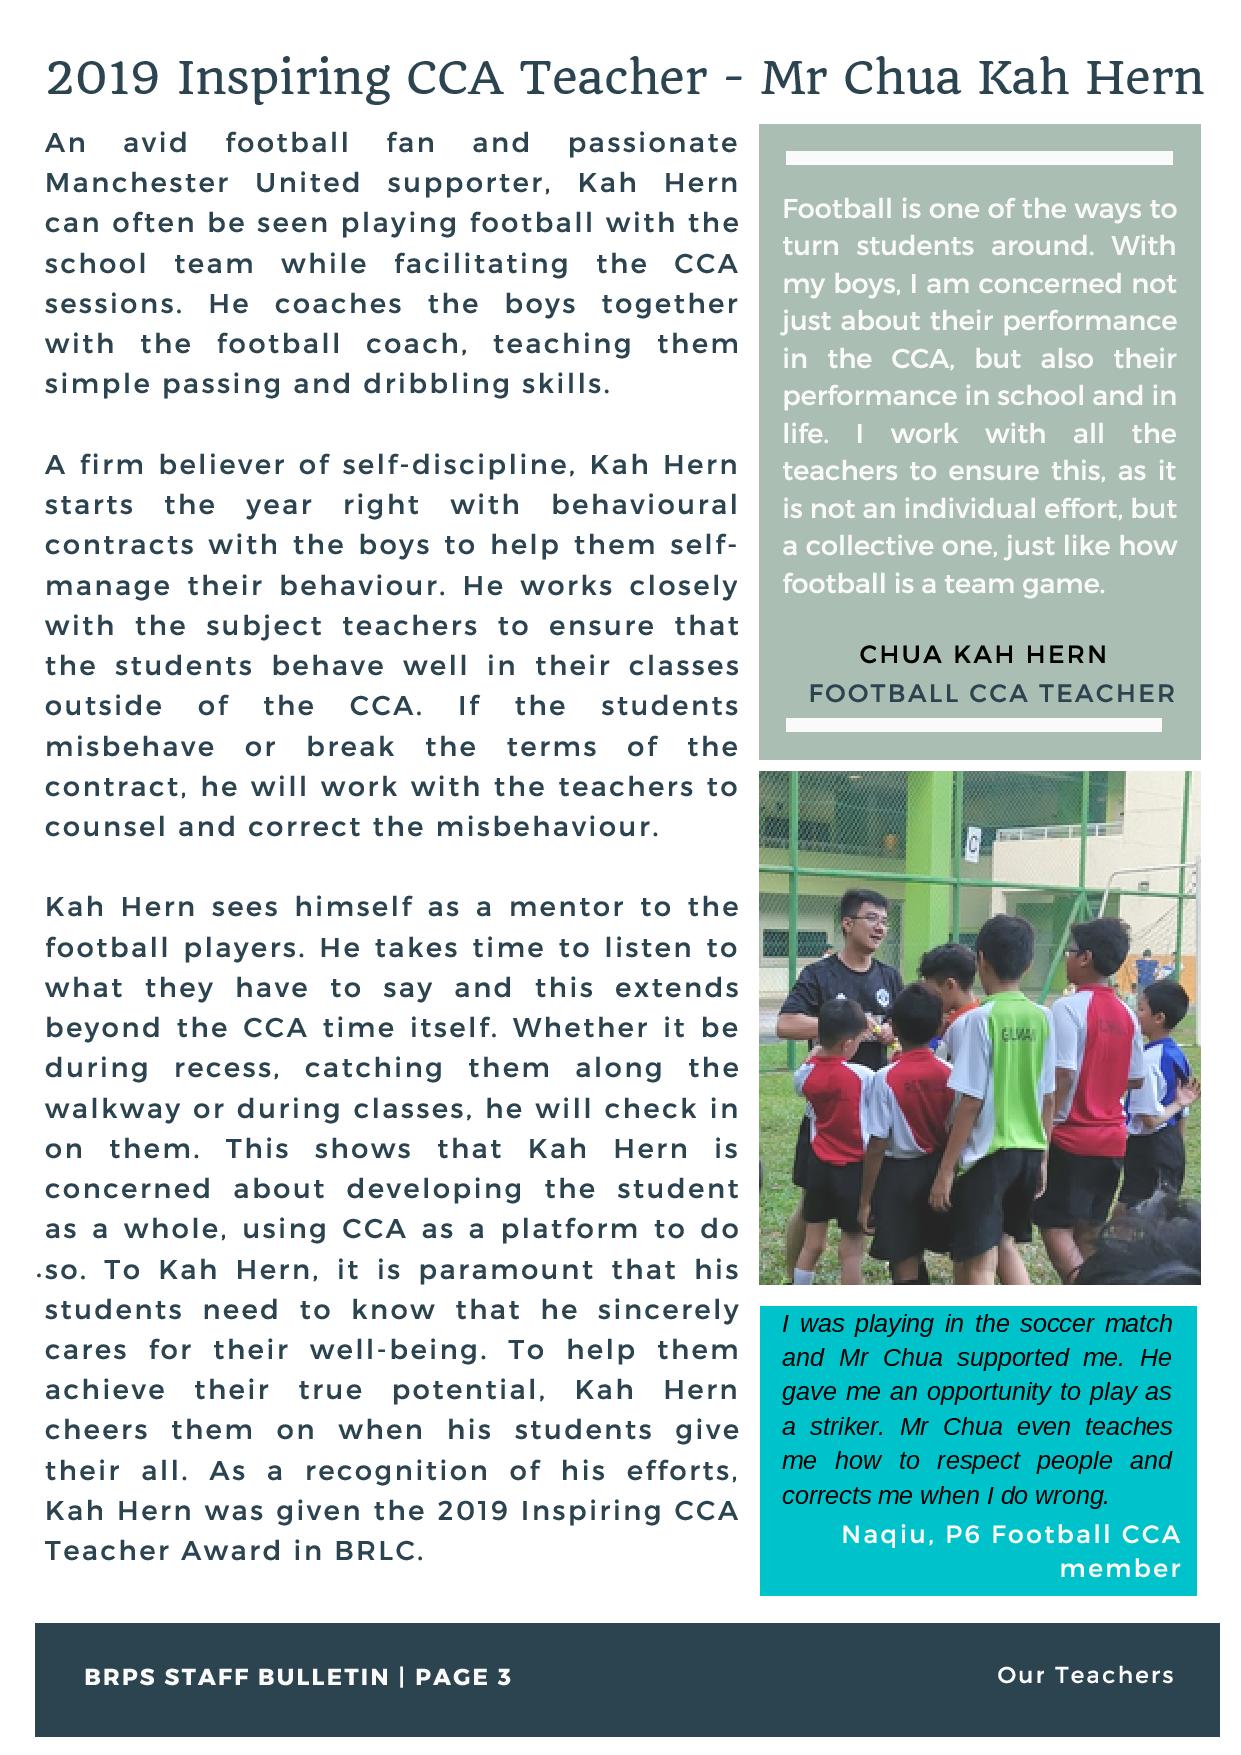 2019 Inspiring CCA Teacher - Mr Chua Kah Hern
An avid football fan and passionate
Manchester United supporter, Kah Hern
can often be seen playing football with the
school team while facilitating the CCA
sessions. He coaches the boys together
with the football coach, teaching them
simple passing and dribbling skills.
A firm believer of self-discipline, Kah Hern
starts the year right with behavioural
contracts with the boys to help them self-
manage their behaviour. He works closely
with the subject teachers to ensure that
the students behave well in their classes
outside of the CCA. If the students
misbehave or break the terms of the
contract, he will work with the teachers to
counsel and correct the misbehaviour.
Kah Hern sees himself as a mentor to the
football players. He takes time to listen to
what they have to say and this extends
beyond the CCA time itself. Whether it be
during recess, catching them along the
walkway or during classes, he will check in
on them. This shows that Kah Hern is
concerned about developing the student
as a whole, using CCA as a platform to do
.so. To Kah Hern, it is paramount that his
students need to know that he sincerely
cares for their well-being. To help them
achieve their true potential, Kah Hern
cheers them on when his students give
their all. As a recognition of his efforts,
Kah Hern was given the 2019 Inspiring CCA
Teacher Award in BRLC.
Football is one of the ways to
turn students around. With
my boys, I am concerned not
just about their performance
in the CCA, but also their
performance in school and in
life. I work with all the
teachers to ensure this, as it
is not an individual effort, but
a collective one, just like how
football is a team game.
CHUA KAH HERN
FOOTBALL CCA TEACHER
C
I was playing in the soccer match
and Mr Chua supported me. He
gave me an opportunity to play as
a striker. Mr Chua even teaches
me how to respect people and
corrects me when I do wrong.
Naqiu, P6 Football CCA
member
BRPS STAFF BULLETIN | PAGE 3
Our Teachers